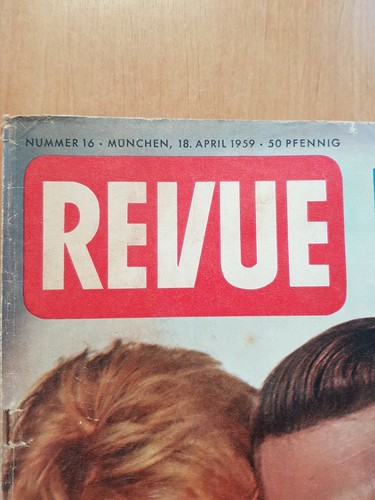 NUMMER 16 · MÜNCHEN, 18. APRIL 1959 · 50 PFENNIG
REVUE